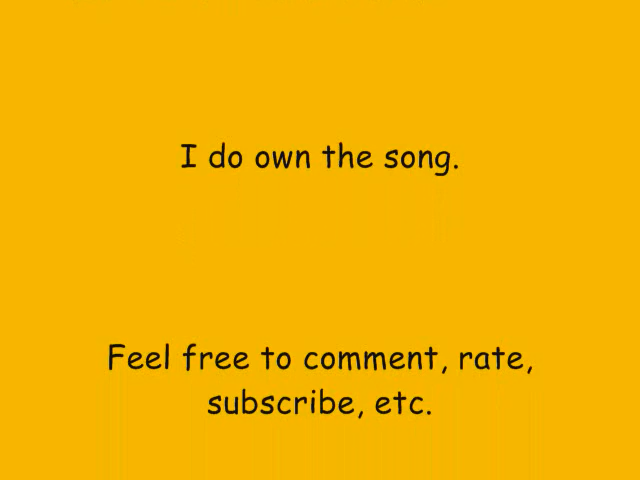 I do own the song.
Feel free to comment, rate,
subscribe, etc.